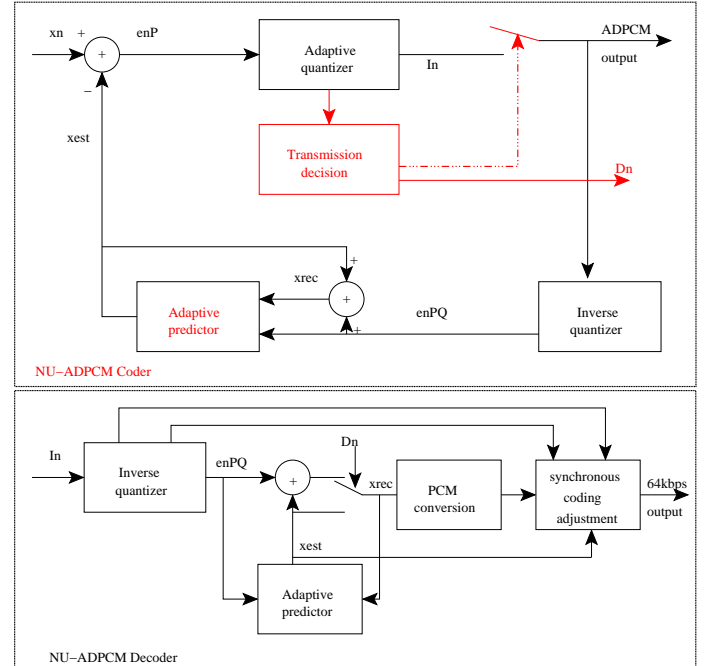 xn
+
+
−
enP
Adaptive
quantizer
In
ADPCM
output
xest
Transmission
decision
Dn
+
xrec
+
+
Adaptive
predictor
enPQ
Inverse
quantizer
NU−ADPCM Coder
In
Inverse
quantizer
enPQ
+
Dn
xrec
PCM
conversion
synchronous
coding
adjustment
64kbps
output
xest
Adaptive
predictor
NU−ADPCM Decoder